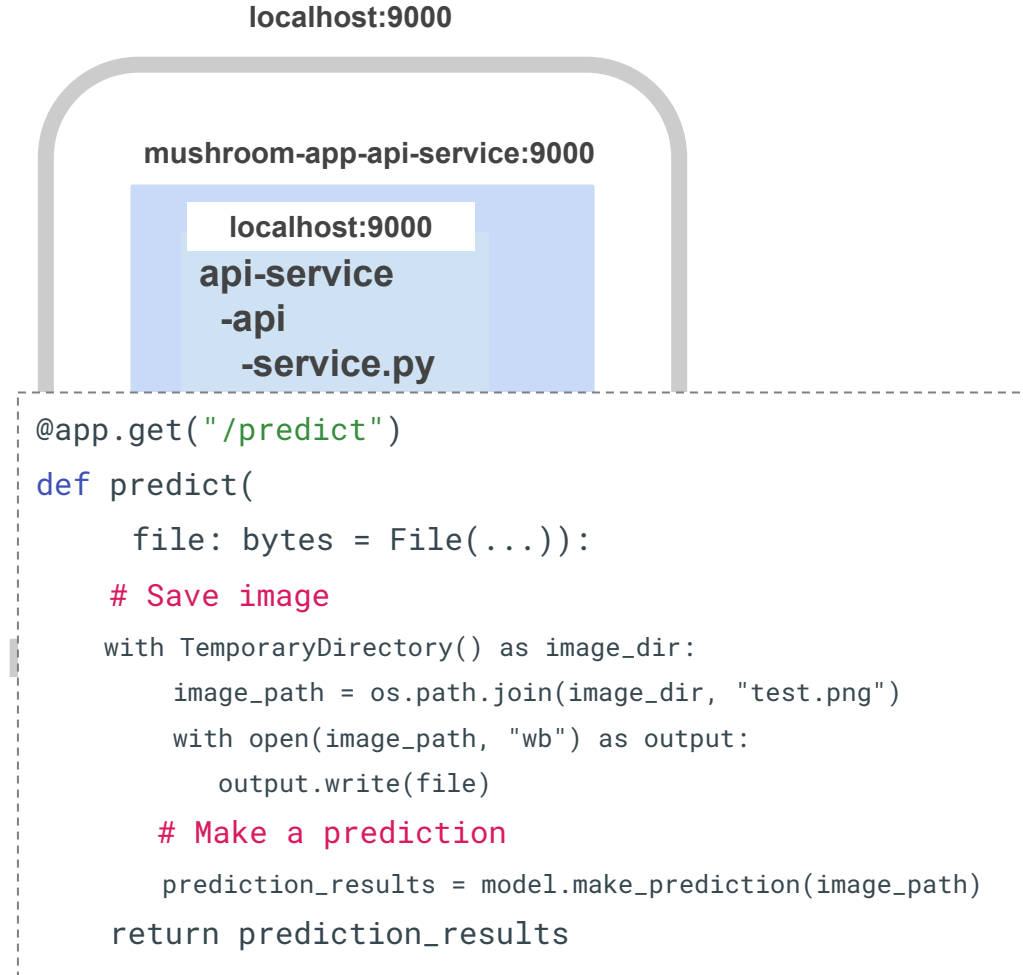 localhost:9000
mushroom-app-api-service:9000
localhost:9000
api-service
-api
-service.py
@app.get("/predict")
def predict(
file: bytes = File(...)):
# Save image
with TemporaryDirectory() as image_dir:
image_path = os.path.join(image_dir, "test.png")
with open(image_path, "wb") as output:
output.write(file)
# Make a prediction
prediction_results = model.make_prediction(image_path)
return prediction_results